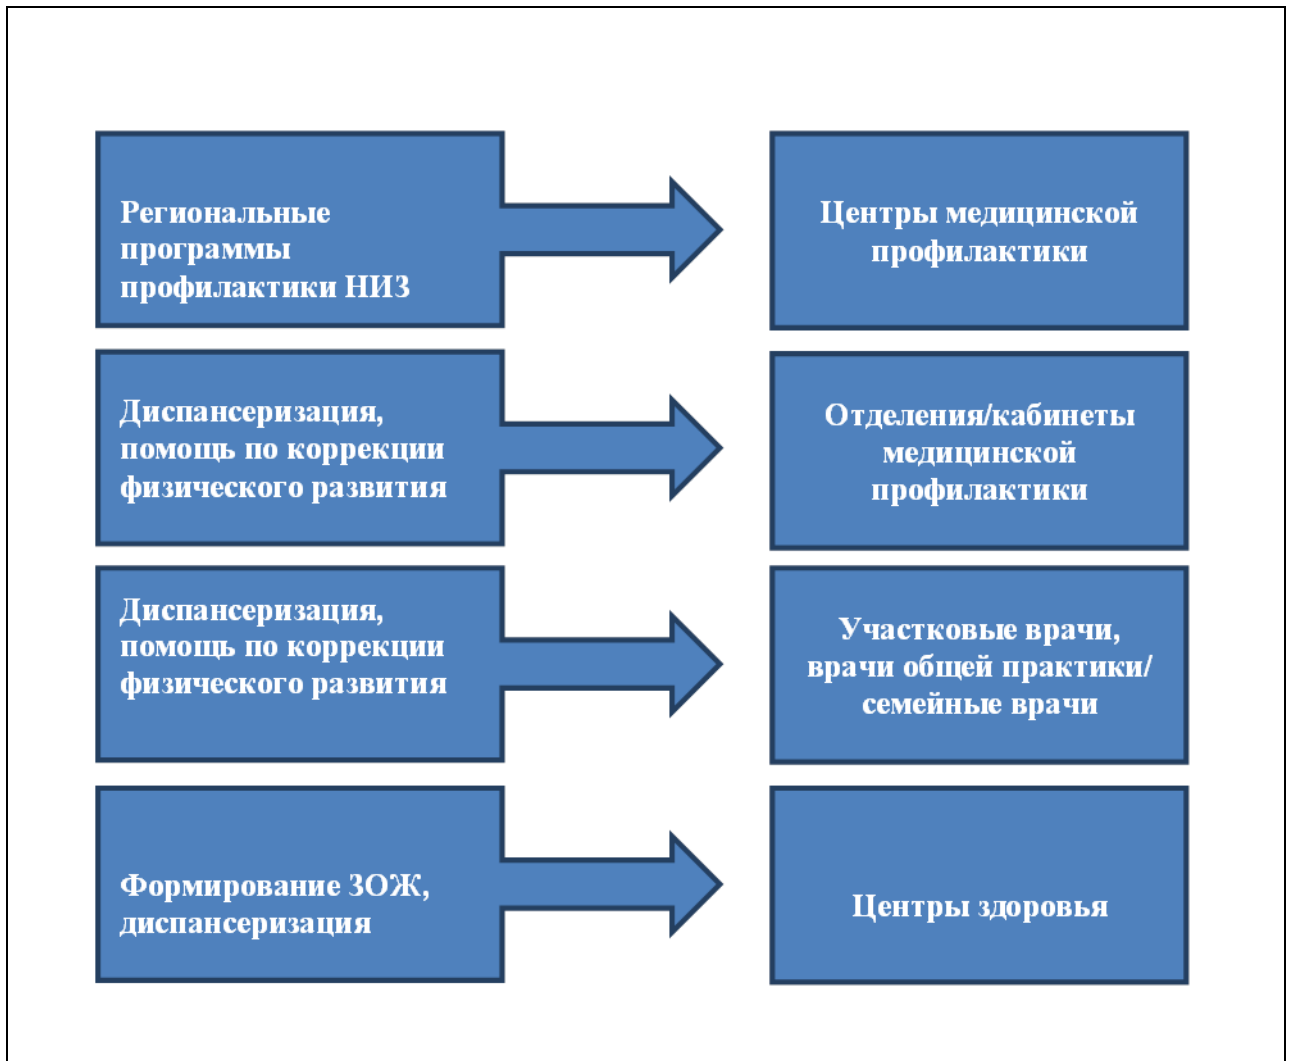 Региональные
программы
профилактики НИЗ
Центры медицинской
профилактики
Диспансеризация,
помощь по коррекции
физического развития
Отделения/кабинеты
медицинской
профилактики
Диспансеризация,
помощь по коррекции
физического развития
Участковые врачи,
врачи общей практики/
семейные врачи
Формирование ЗОЖ,
диспансеризация
Центры здоровья